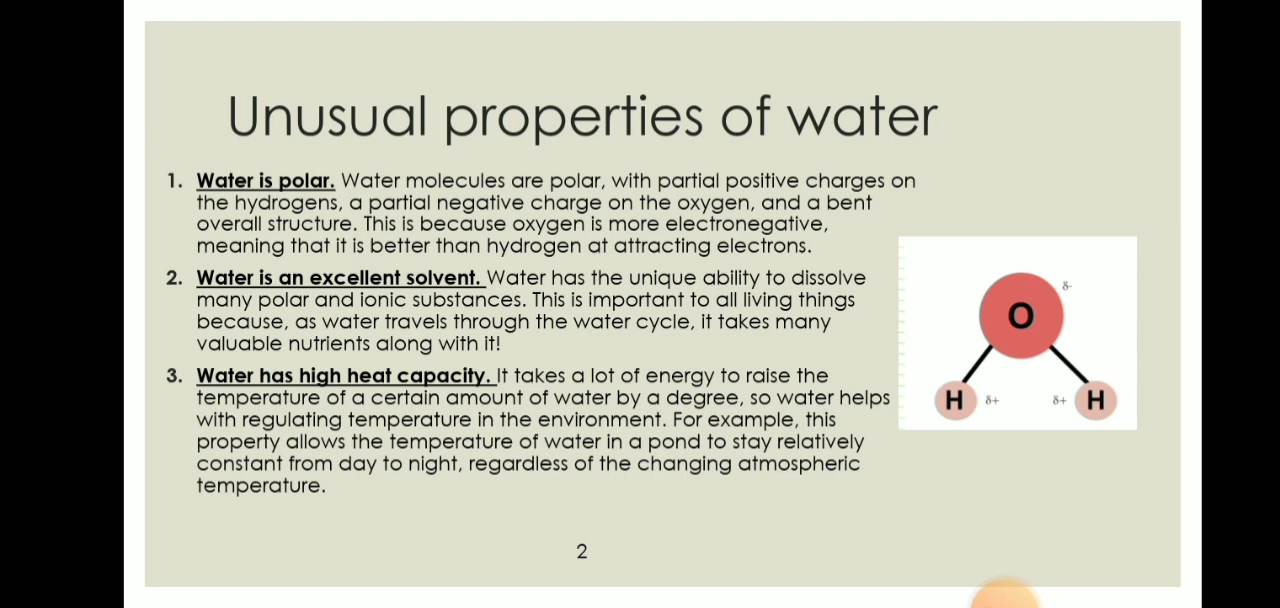 Unusual properties of water
1. Water is polar. Water molecules are polar, with partial positive charges on
the hydrogens, a partial negative charge on the oxygen, and a bent
overall structure. This is because oxygen is more electronegative,
meaning that it is better than hydrogen at attracting electrons.
2. Water is an excellent solvent. Water has the unique ability to dissolve
many polar and ionic substances. This is important to all living things
because, as water travels through the water cycle, it takes many
valuable nutrients along with it!
3. Water has high heat capacity. It takes a lot of energy to raise the
temperature of a certain amount of water by a degree, so water helps
with regulating temperature in the environment. For example, this
property allows the temperature of water in a pond to stay relatively
constant from day to night, regardless of the changing atmospheric
temperature.
δ-
O
H δ+ δ+ H
2